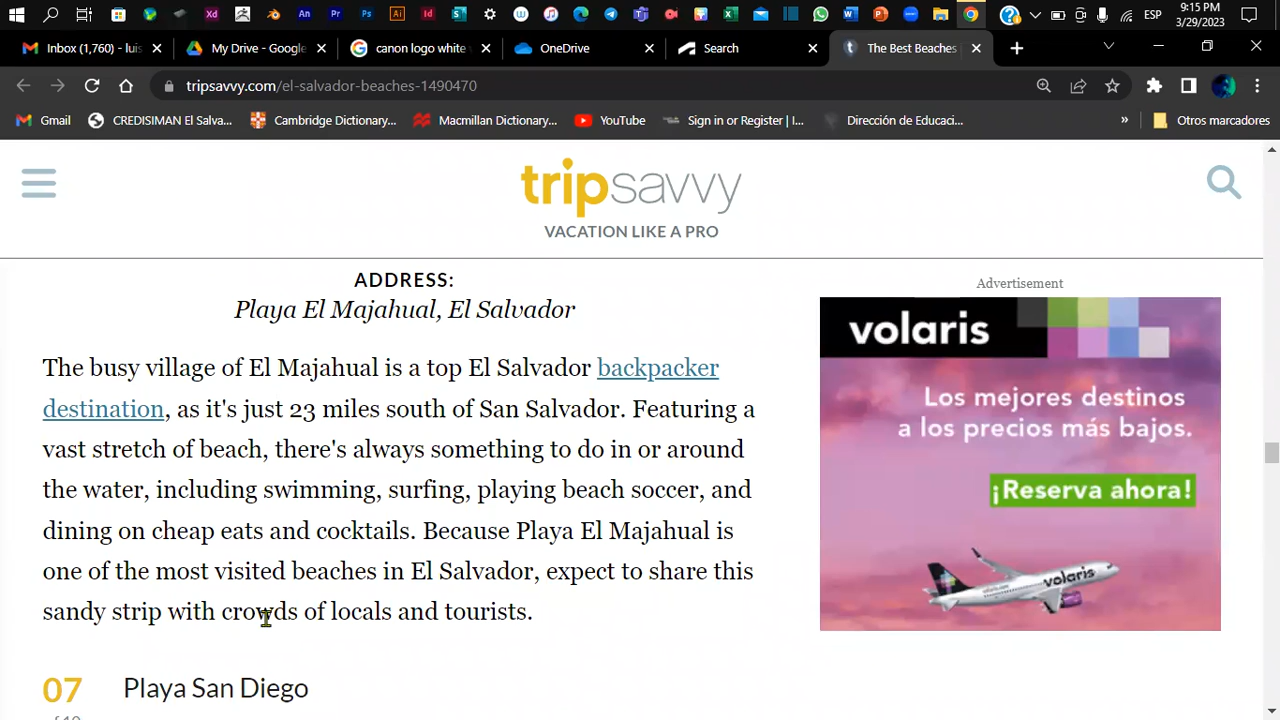 9:15 PM
ESP
3/29/2023
Inbox (1,760) - luis
My Drive - Google
canon logo white
OneDrive
Search
The Best Beaches
tripsavvy.com/el-salvador-beaches-1490470
Gmail
CREDISIMAN El Salva...
Cambridge Dictionary...
Macmillan Dictionary...
YouTube
Sign in or Register | I...
Dirección de Educaci...
»
Otros marcadores
tripsavvy
VACATION LIKE A PRO
ADDRESS:
Playa El Majahual, El Salvador
The busy village of El Majahual is a top El Salvador backpacker
destination, as it's just 23 miles south of San Salvador. Featuring a
vast stretch of beach, there's always something to do in or around
the water, including swimming, surfing, playing beach soccer, and
dining on cheap eats and cocktails. Because Playa El Majahual is
one of the most visited beaches in El Salvador, expect to share this
sandy strip with crowds of locals and tourists.
Advertisement
volaris
Los mejores destinos
a los precios más bajos.
¡Reserva ahora!
volaris
07 Playa San Diego